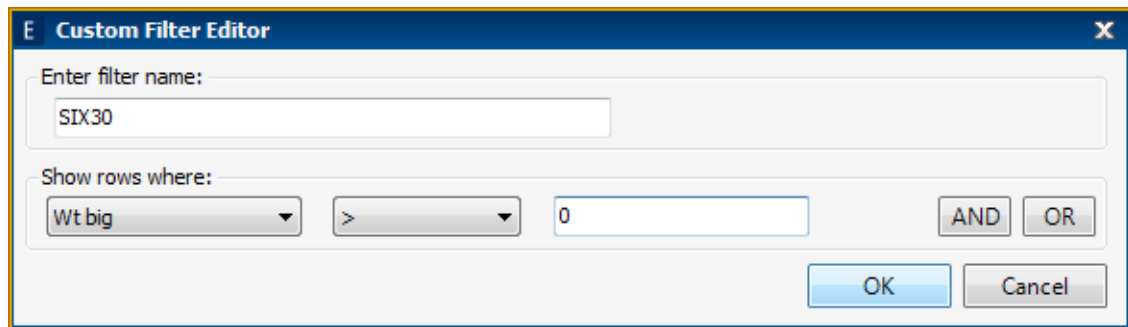 E Custom Filter Editor x
Enter filter name:
SIX30
Show rows where:
Wt big > 0 AND OR
OK Cancel